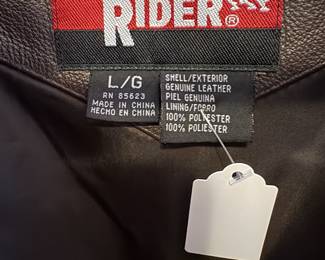 RIDER®
L/G
RN 85623
MADE IN CHINA
HECHO EN CHINA
SHELL/EXTERIOR
GENUINE LEATHER
PIEL GENUINA
LINING/FORRO
100% POLYESTER
100% POLIESTER